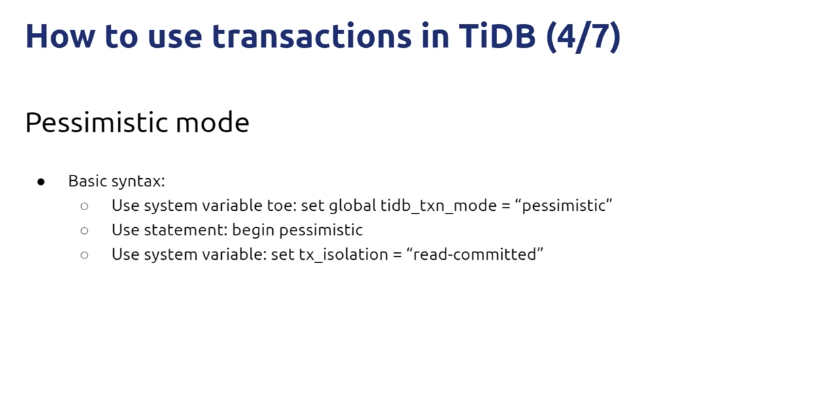 How to use transactions in TiDB (4/7)
Pessimistic mode
● Basic syntax:
○ Use system variable toe: set global tidb_txn_mode = “pessimistic”
○ Use statement: begin pessimistic
○ Use system variable: set tx_isolation = “read-committed”